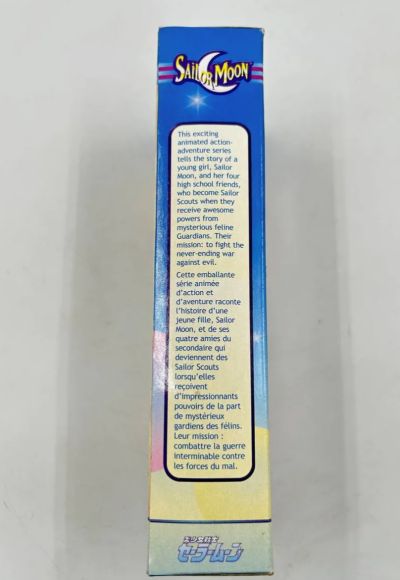 SAILOR MOON
This exciting
animated action-
adventure series
tells the story of a
young girl, Sailor
Moon, and her four
high school friends,
who become Sailor
Scouts when they
receive awesome
powers from
mysterious feline
Guardians. Their
mission: to fight the
never-ending war
against evil.
Cette emballante
série animée
d'action et
d'aventure raconte
l'histoire d'une
jeune fille, Sailor
Moon, et de ses
quatre amies du
secondaire qui
deviennent des
Sailor Scouts
lorsqu'elles
reçoivent
d'impressionnants
pouvoirs de la part
de mystérieux
gardiens des félins.
Leur mission :
combattre la guerre
interminable contre
les forces du mal.
美少女戦士
セーラームーン